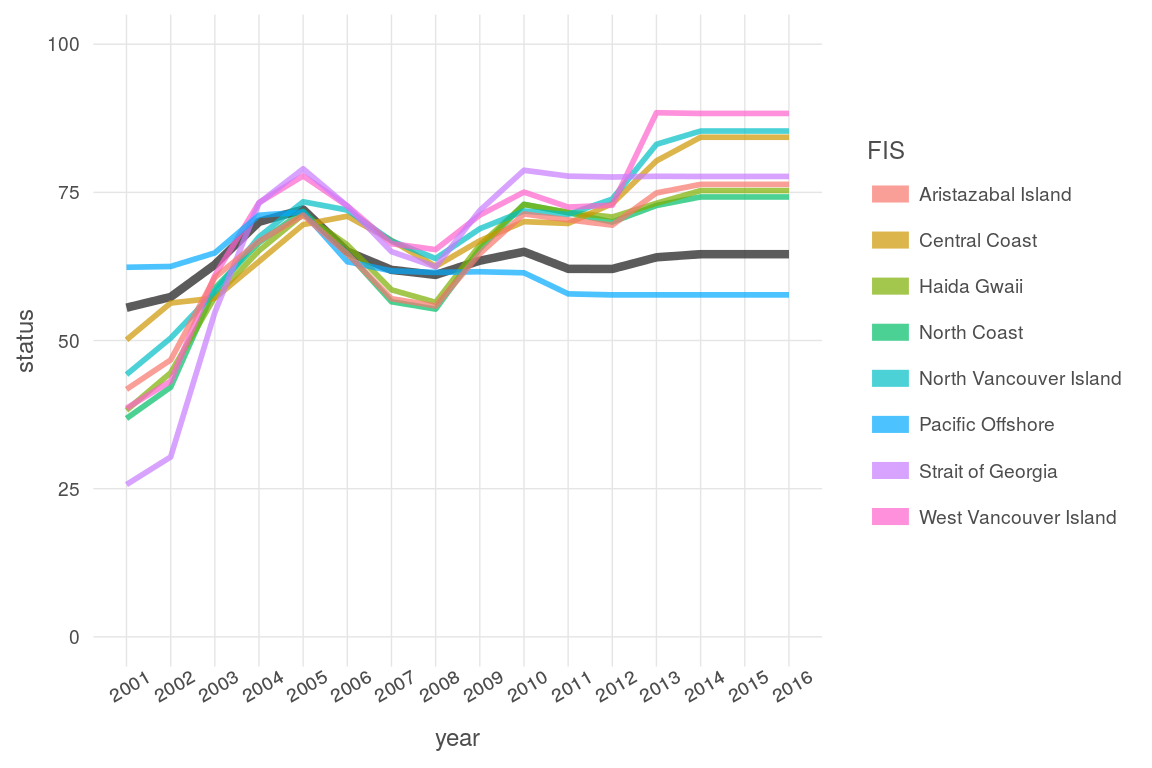 100
75
50
25
0
status
2001 2002 2003 2004 2005 2006 2007 2008 2009 2010 2011 2012 2013 2014 2015 2016
year
FIS
Aristazabal Island
Central Coast
Haida Gwaii
North Coast
North Vancouver Island
Pacific Offshore
Strait of Georgia
West Vancouver Island